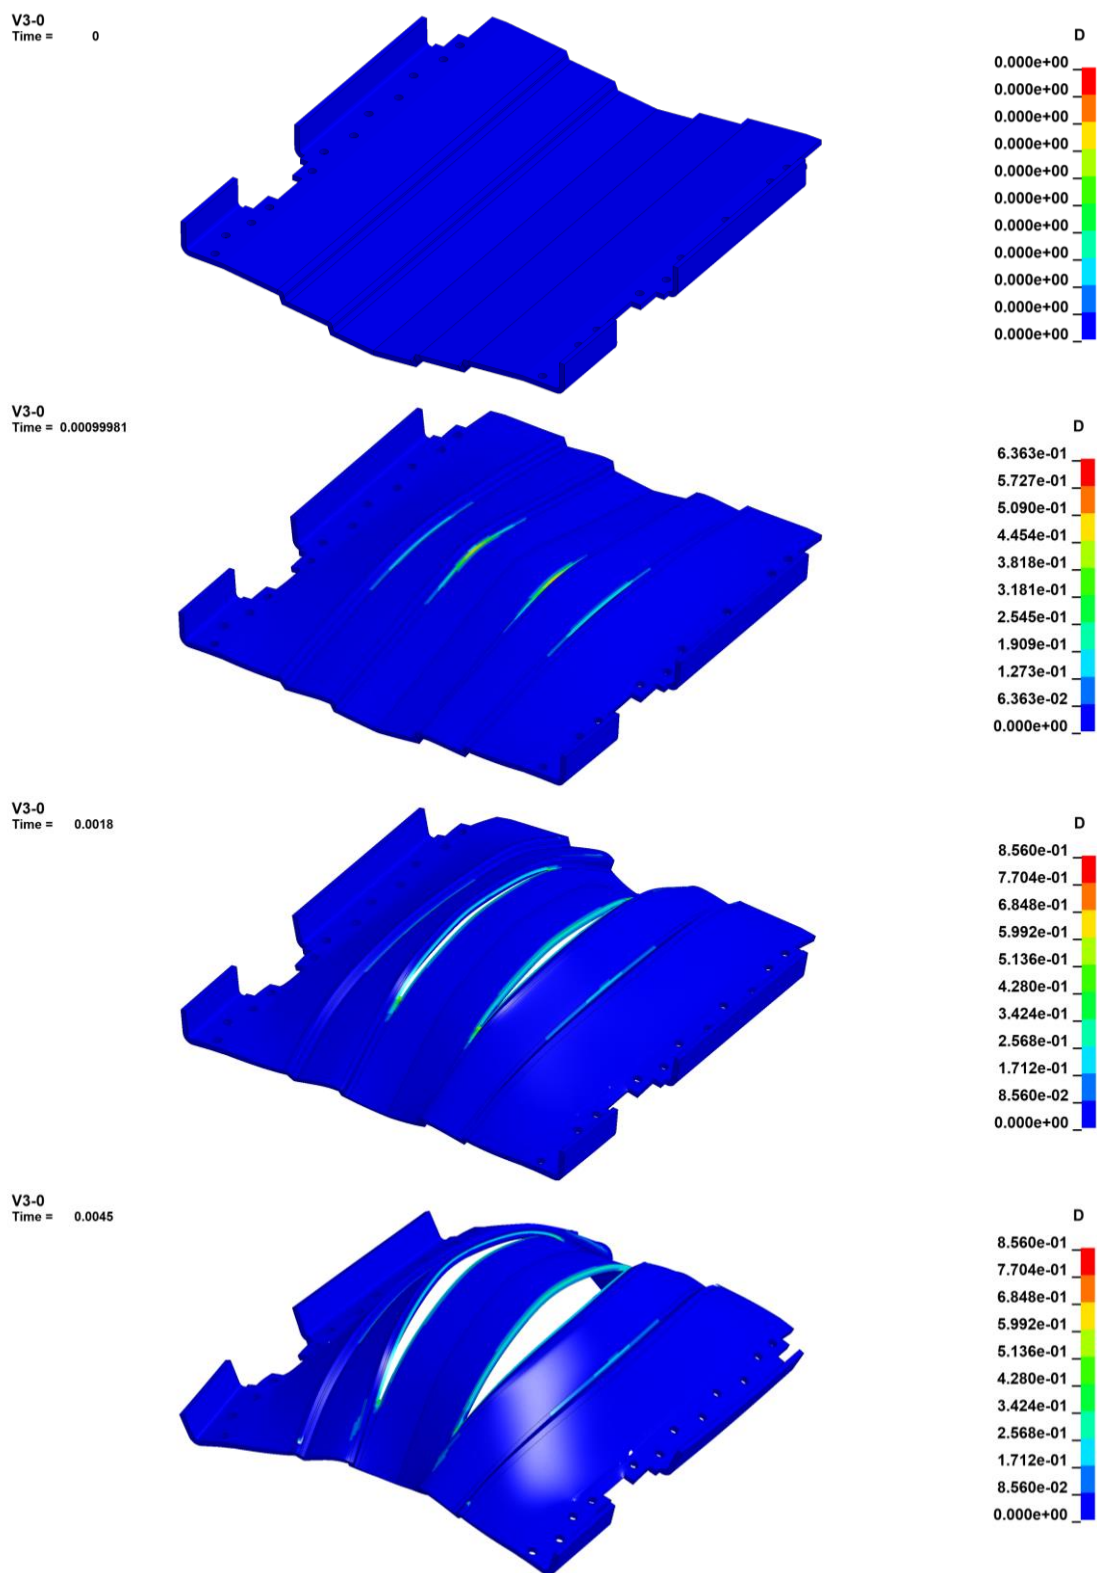 V3-0
Time = 0
D
0.000e+00
0.000e+00
0.000e+00
0.000e+00
0.000e+00
0.000e+00
0.000e+00
0.000e+00
0.000e+00
0.000e+00
0.000e+00
V3-0
Time = 0.00099981
D
6.363e-01
5.727e-01
5.090e-01
4.454e-01
3.818e-01
3.181e-01
2.545e-01
1.909e-01
1.273e-01
6.363e-02
0.000e+00
V3-0
Time = 0.0018
D
8.560e-01
7.704e-01
6.848e-01
5.992e-01
5.136e-01
4.280e-01
3.424e-01
2.568e-01
1.712e-01
8.560e-02
0.000e+00
V3-0
Time = 0.0045
D
8.560e-01
7.704e-01
6.848e-01
5.992e-01
5.136e-01
4.280e-01
3.424e-01
2.568e-01
1.712e-01
8.560e-02
0.000e+00